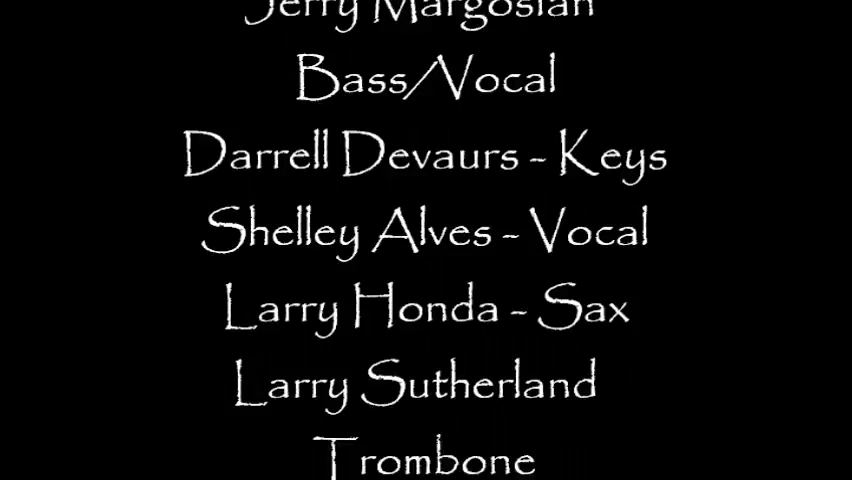 Jerry Margosian
Bass/Vocal
Darrell Devaurs - Keys
Shelley Alves - Vocal
Larry Honda - Sax
Larry Sutherland
Trombone